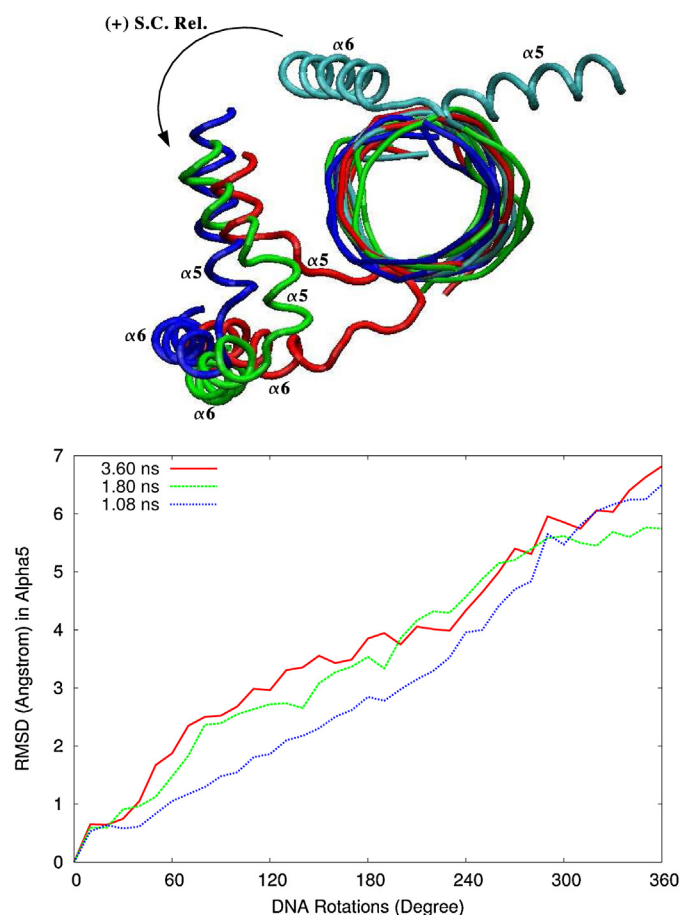 (+) S.C. Rel.
α6
α5
α5
α5
α5
α6
α6
α6
7
6
5
4
3
2
1
0
RMSD (Angstrom) in Alpha5
3.60 ns
1.80 ns
1.08 ns
0 60 120 180 240 300 360
DNA Rotations (Degree)